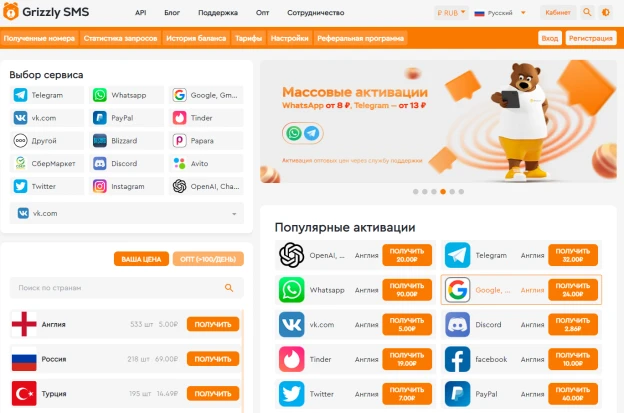 Grizzly SMS
API
Блог
Поддержка
Опт
Сотрудничество
₽ RUB
Русский
Кабинет
Полученные номера
Статистика запросов
История баланса
Тарифы
Настройки
Реферальная программа
Вход
Регистрация
Выбор сервиса
Telegram
Whatsapp
Google, Gm...
vk.com
PayPal
Tinder
Другой
Blizzard
Papara
СберМаркет
Discord
Avito
Twitter
Instagram
OpenAI, Cha...
vk.com
ВАША ЦЕНА
ОПТ (>100/ДЕНЬ)
Поиск по странам
Англия
533 шт
5.00₽
ПОЛУЧИТЬ
Россия
218 шт
69.00₽
ПОЛУЧИТЬ
Турция
195 шт
14.49₽
ПОЛУЧИТЬ
Массовые активации
WhatsApp от 8 ₽, Telegram — от 13 ₽
Активация оптовых цен через службу поддержки
Популярные активации
OpenAI, ...
Англия
ПОЛУЧИТЬ
20.00₽
Telegram
Англия
ПОЛУЧИТЬ
32.00₽
Whatsapp
Англия
ПОЛУЧИТЬ
90.00₽
Google, ...
Англия
ПОЛУЧИТЬ
24.00₽
vk.com
Англия
ПОЛУЧИТЬ
5.00₽
Discord
Англия
ПОЛУЧИТЬ
2.86₽
Tinder
Англия
ПОЛУЧИТЬ
19.00₽
facebook
Англия
ПОЛУЧИТЬ
10.00₽
Twitter
Англия
ПОЛУЧИТЬ
7.00₽
PayPal
Англия
ПОЛУЧИТЬ
40.00₽